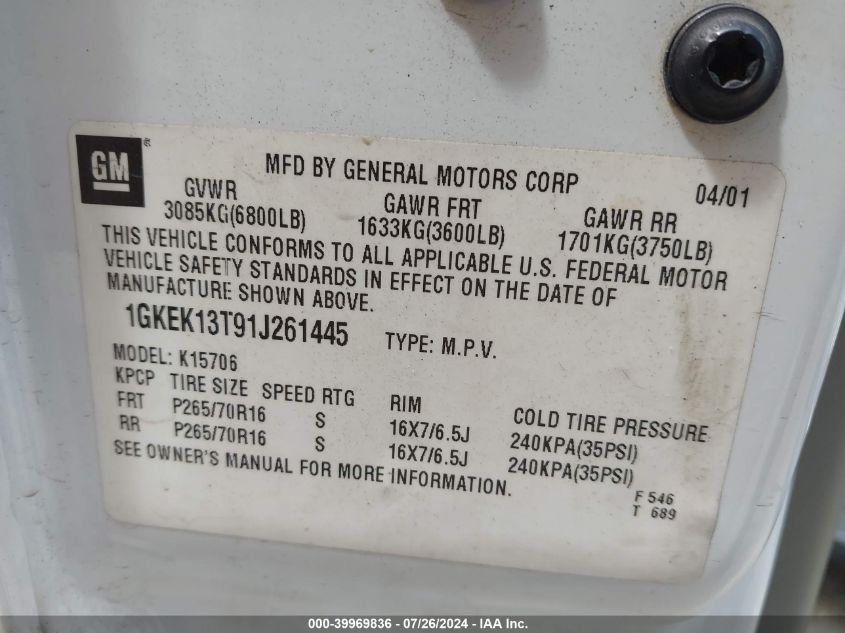 GM®
MFD BY GENERAL MOTORS CORP 04/01
GVWR GAWR FRT GAWR RR
3085KG(6800LB) 1633KG(3600LB) 1701KG(3750LB)
THIS VEHICLE CONFORMS TO ALL APPLICABLE U.S. FEDERAL MOTOR
VEHICLE SAFETY STANDARDS IN EFFECT ON THE DATE OF
MANUFACTURE SHOWN ABOVE.
1GKEK13T91J261445 TYPE: M.P.V.
MODEL: K15706
KPCP TIRE SIZE SPEED RTG RIM COLD TIRE PRESSURE
FRT P265/70R16 S 16X7/6.5J 240KPA(35PSI)
RR P265/70R16 S 16X7/6.5J 240KPA(35PSI)
SEE OWNER'S MANUAL FOR MORE INFORMATION.
F 546
T 689
000-39969836 - 07/26/2024 - IAA Inc.